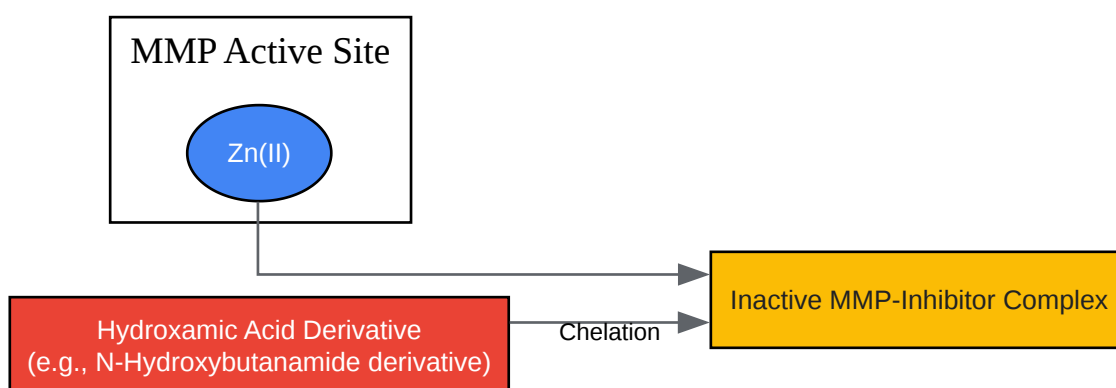 MMP Active Site
Zn(II)
Inactive MMP-Inhibitor Complex
Hydroxamic Acid Derivative
(e.g., N-Hydroxybutanamide derivative)
Chelation